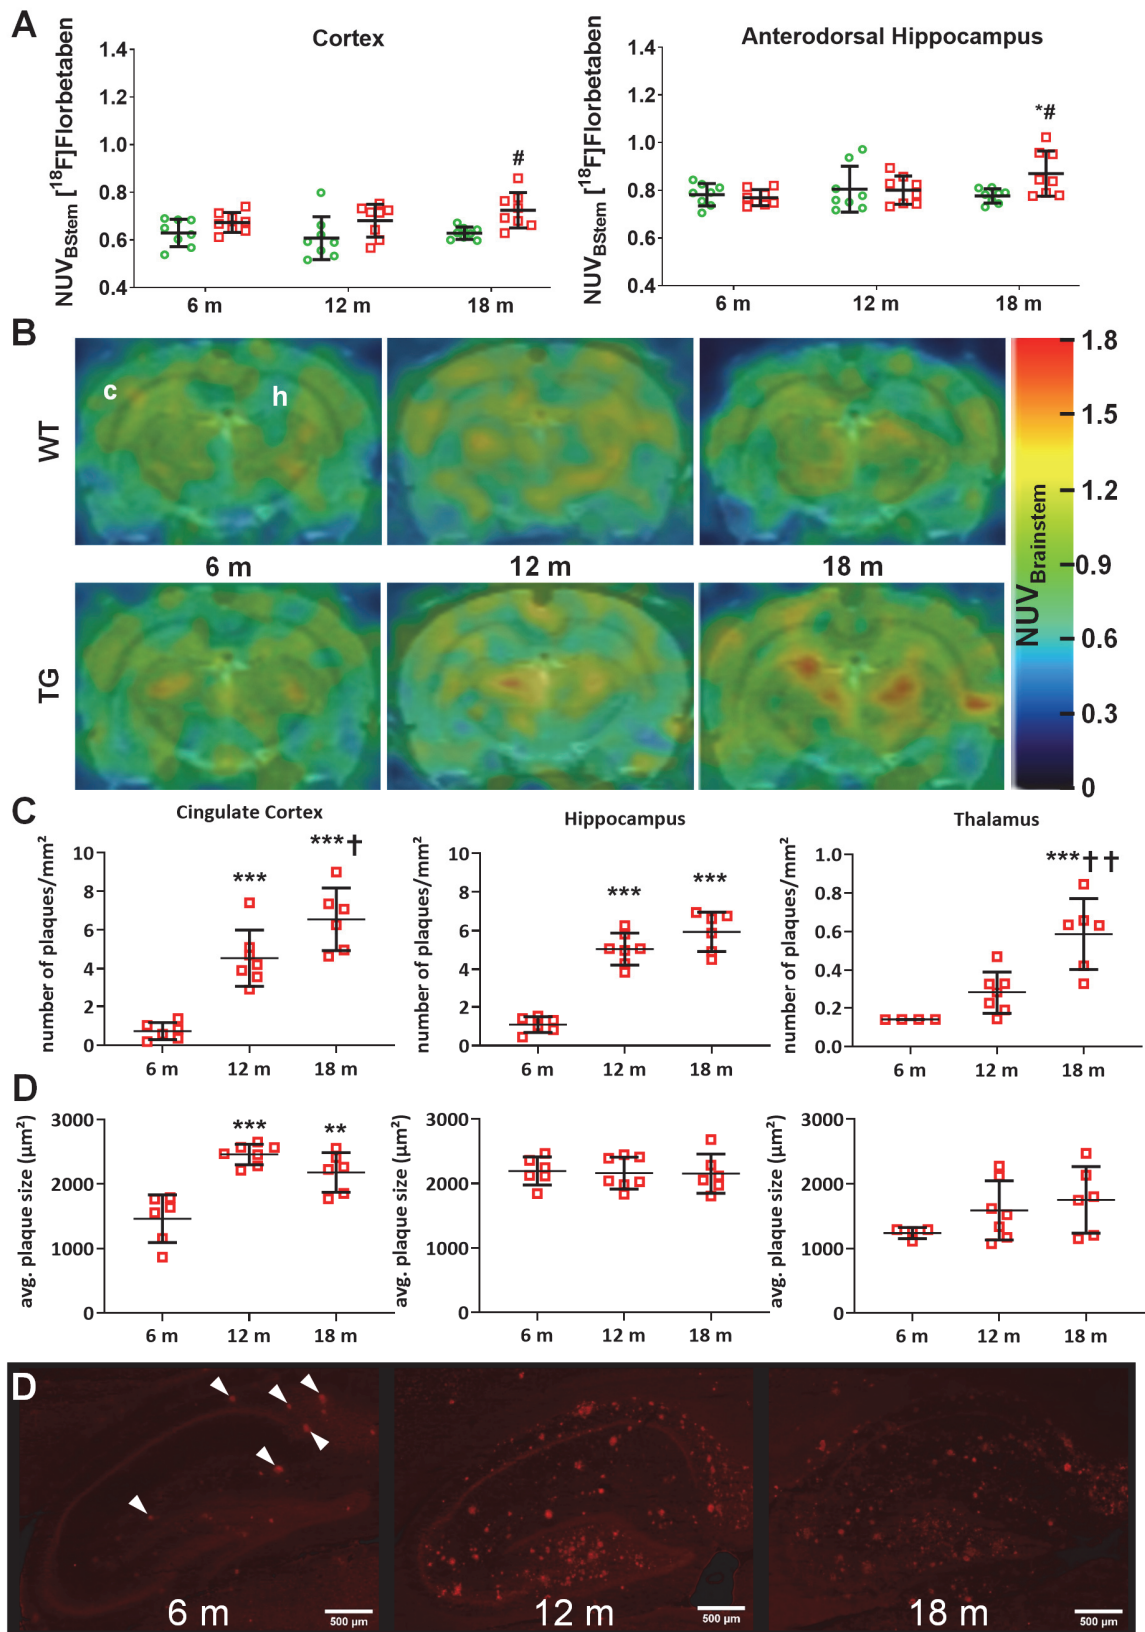 A
Cortex
Anterodorsal Hippocampus
NUVBStem [18F]Florbetaben
1.4
1.2
1.0
0.8
0.6
0.4
#
6 m
12 m
18 m
NUVBStem [18F]Florbetaben
1.4
1.2
1.0
0.8
0.6
0.4
*#
6 m
12 m
18 m
B
WT
c
h
6 m
12 m
18 m
TG
NUVBrainstem
1.8
1.5
1.2
0.9
0.6
0.3
0
C
Cingulate Cortex
Hippocampus
Thalamus
number of plaques/mm²
10
8
6
4
2
0
***
***†
6 m
12 m
18 m
number of plaques/mm²
10
8
6
4
2
0
***
***
6 m
12 m
18 m
number of plaques/mm²
1.0
0.8
0.6
0.4
0.2
0.0
***††
6 m
12 m
18 m
D
avg. plaque size (µm²)
3000
2000
1000
0
***
**
6 m
12 m
18 m
avg. plaque size (µm²)
3000
2000
1000
0
6 m
12 m
18 m
avg. plaque size (µm²)
3000
2000
1000
0
6 m
12 m
18 m
D
6 m
500 µm
12 m
500 µm
18 m
500 µm